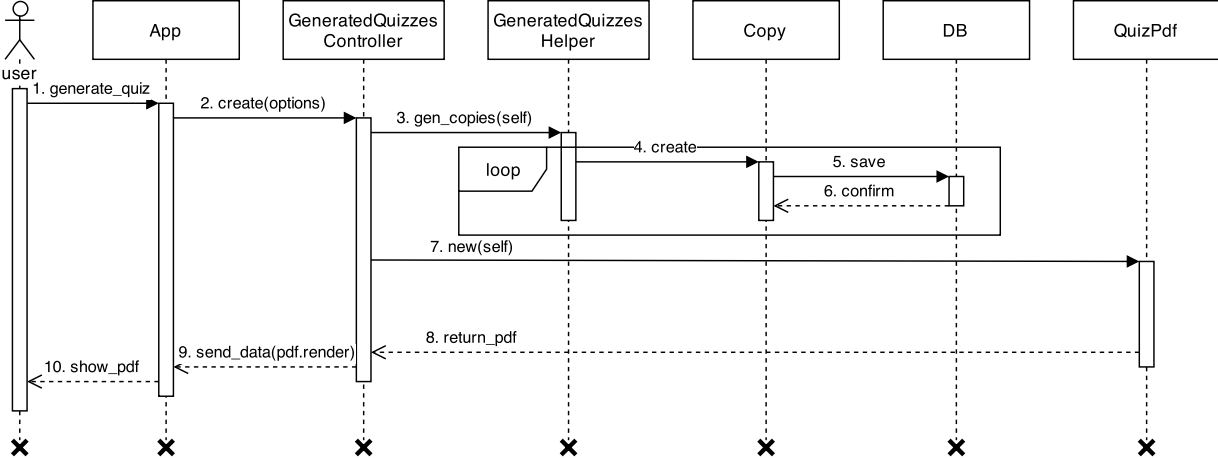 user
App
GeneratedQuizzes
Controller
GeneratedQuizzes
Helper
Copy
DB
QuizPdf
1. generate_quiz
2. create(options)
3. gen_copies(self)
loop
4. create
5. save
6. confirm
7. new(self)
8. return_pdf
9. send_data(pdf.render)
10. show_pdf